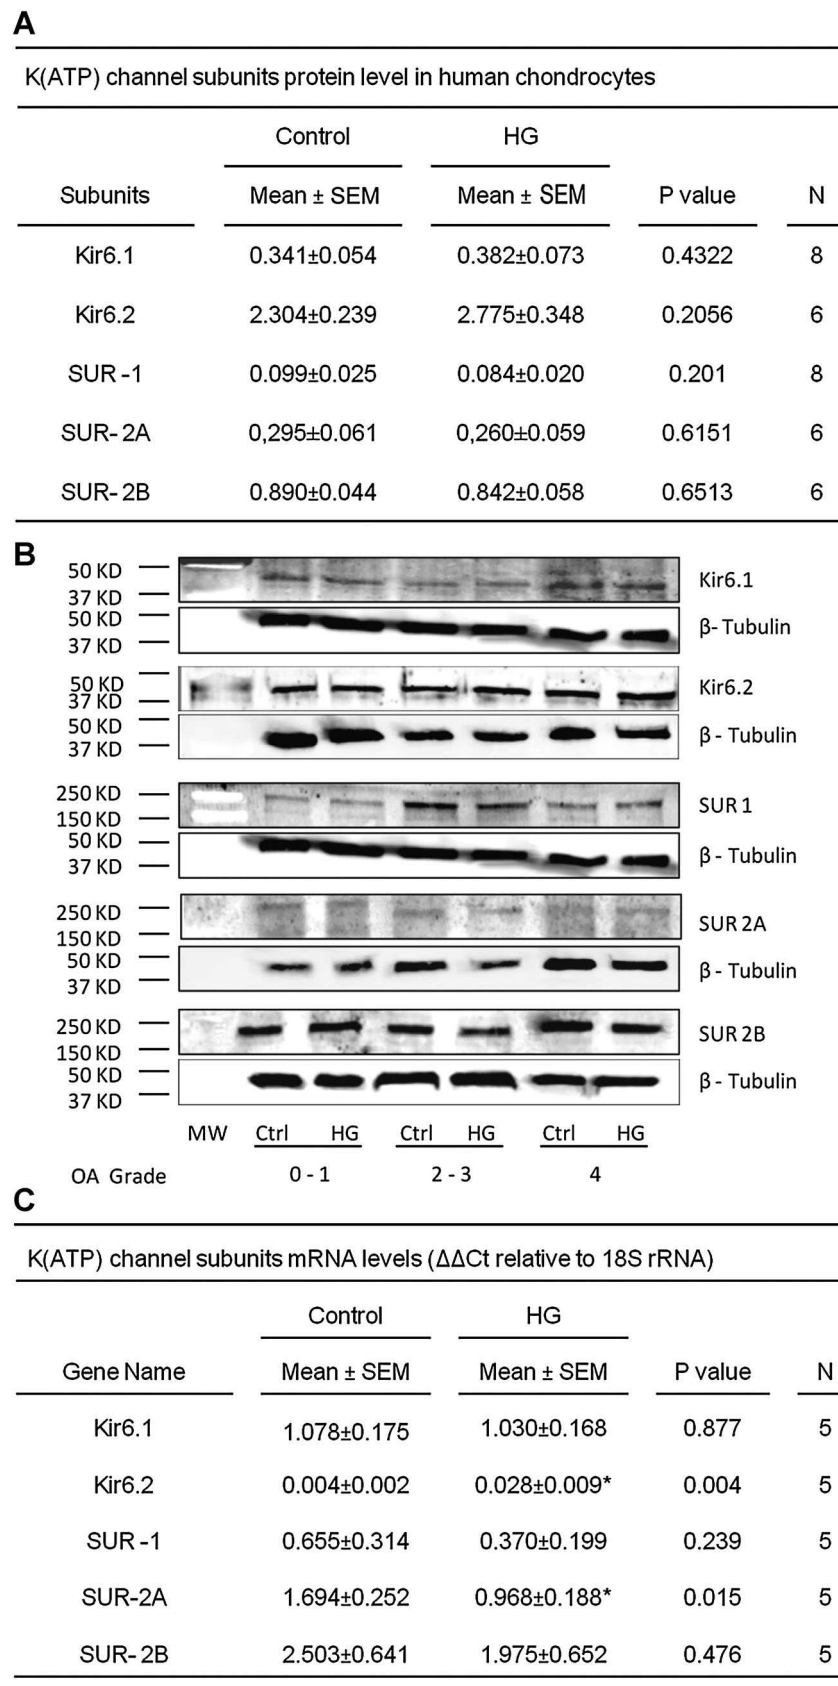 A
K(ATP) channel subunits protein level in human chondrocytes
Control HG
Subunits Mean ± SEM Mean ± SEM P value N
Kir6.1 0.341±0.054 0.382±0.073 0.4322 8
Kir6.2 2.304±0.239 2.775±0.348 0.2056 6
SUR -1 0.099±0.025 0.084±0.020 0.201 8
SUR- 2A 0,295±0.061 0,260±0.059 0.6151 6
SUR- 2B 0.890±0.044 0.842±0.058 0.6513 6
B
50 KD
Kir6.1
37 KD
50 KD
β- Tubulin
37 KD
50 KD
Kir6.2
37 KD
50 KD
β - Tubulin
37 KD
250 KD
SUR 1
150 KD
50 KD
β - Tubulin
37 KD
250 KD
SUR 2A
150 KD
50 KD
β - Tubulin
37 KD
250 KD
SUR 2B
150 KD
50 KD
β - Tubulin
37 KD
MW Ctrl HG Ctrl HG Ctrl HG
OA Grade 0 - 1 2 - 3 4
C
K(ATP) channel subunits mRNA levels (ΔΔCt relative to 18S rRNA)
Control HG
Gene Name Mean ± SEM Mean ± SEM P value N
Kir6.1 1.078±0.175 1.030±0.168 0.877 5
Kir6.2 0.004±0.002 0.028±0.009* 0.004 5
SUR -1 0.655±0.314 0.370±0.199 0.239 5
SUR-2A 1.694±0.252 0.968±0.188* 0.015 5
SUR- 2B 2.503±0.641 1.975±0.652 0.476 5